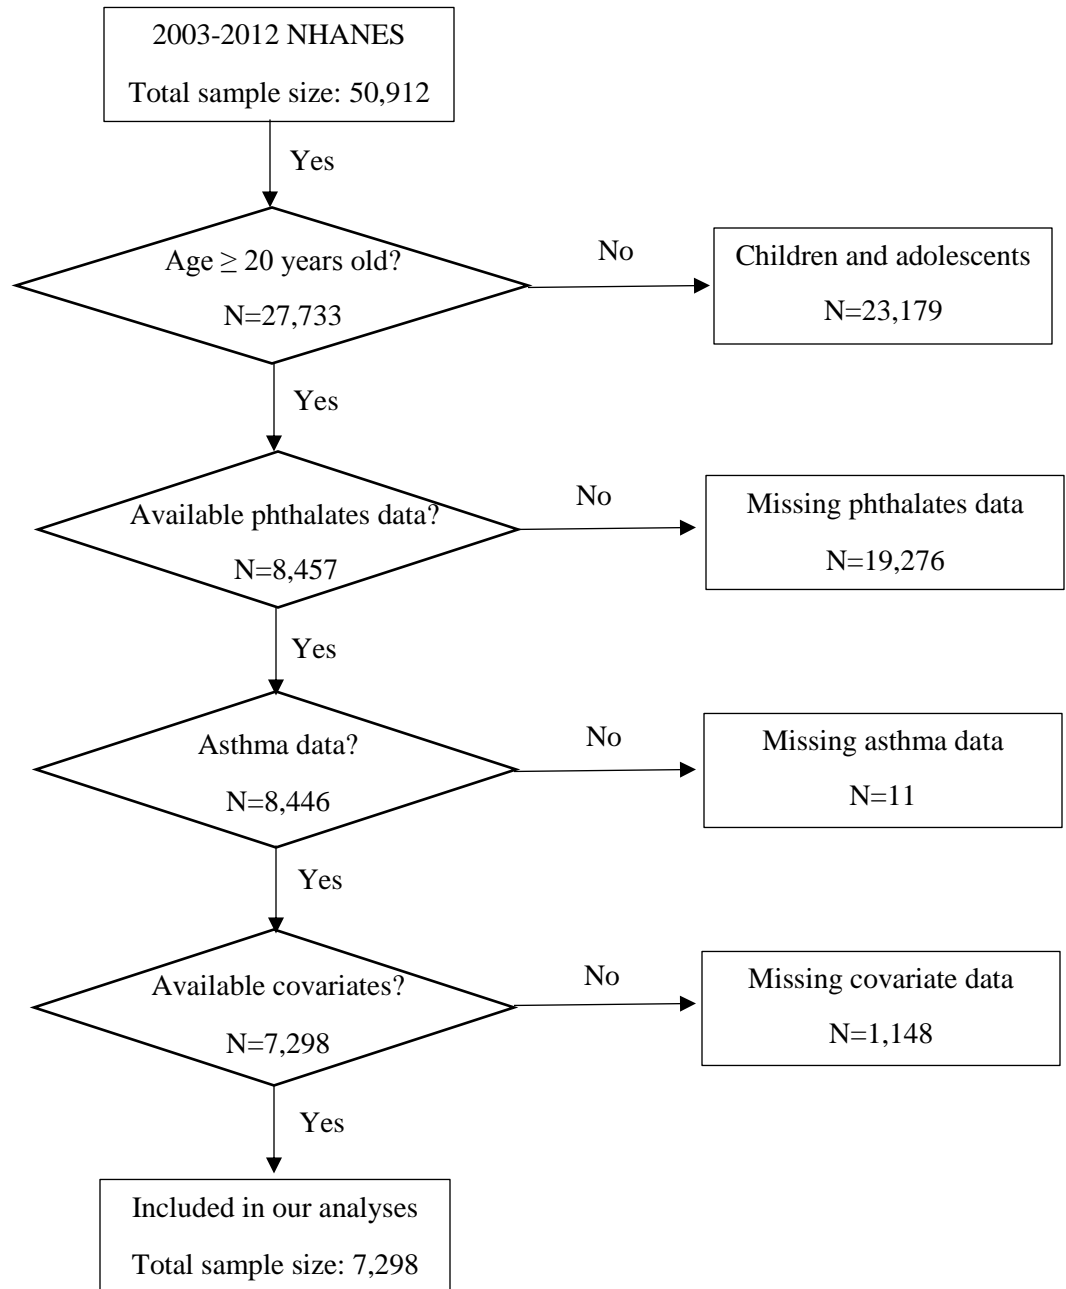 2003-2012 NHANES
Total sample size: 50,912
Yes
Age ≥ 20 years old?
N=27,733
No
Children and adolescents
N=23,179
Yes
Available phthalates data?
N=8,457
No
Missing phthalates data
N=19,276
Yes
Asthma data?
N=8,446
No
Missing asthma data
N=11
Yes
Available covariates?
N=7,298
No
Missing covariate data
N=1,148
Yes
Included in our analyses
Total sample size: 7,298